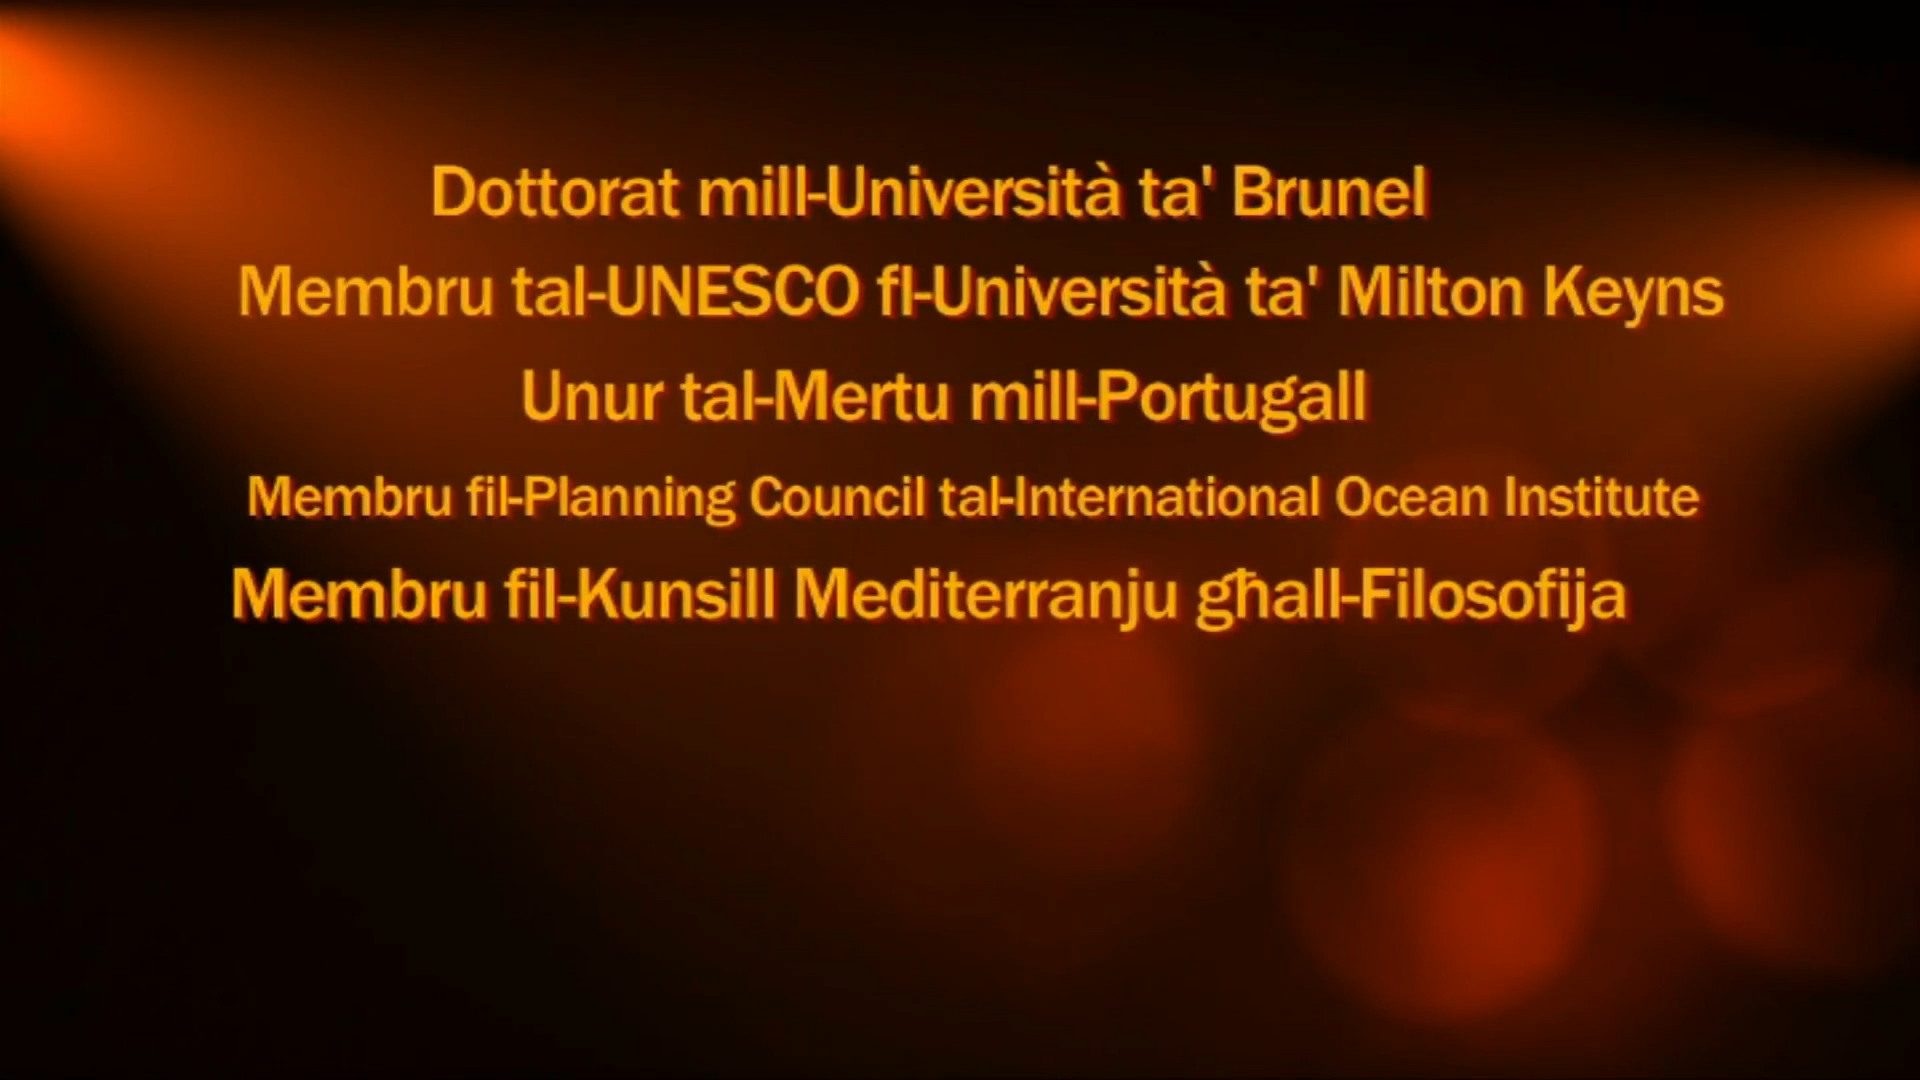 Dottorat mill-Università ta' Brunel
Membru tal-UNESCO fl-Università ta' Milton Keyns
Unur tal-Mertu mill-Portugall
Membru fil-Planning Council tal-International Ocean Institute
Membru fil-Kunsill Mediterranju għall-Filosofija